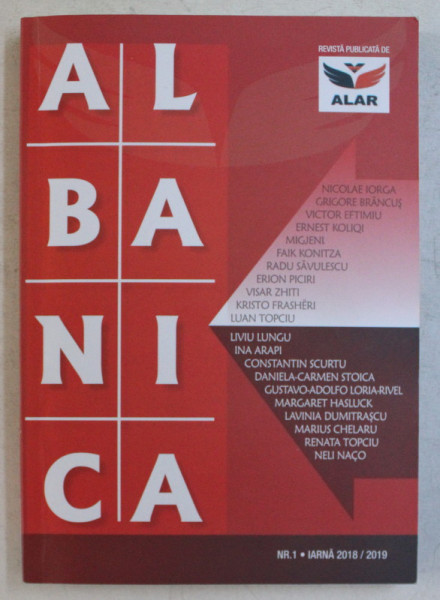 AL
BA
NI
CA
REVISTĂ PUBLICATĂ DE
ALAR
NICOLAE IORGA
GRIGORE BRÂNCUȘ
VICTOR EFTIMIU
ERNEST KOLIQI
MIGJENI
FAIK KONITZA
RADU SĂVULESCU
ERION PICIRI
VISAR ZHITI
KRISTO FRASHËRI
LUAN TOPCIU
LIVIU LUNGU
INA ARAPI
CONSTANTIN SCURTU
DANIELA-CARMEN STOICA
GUSTAVO-ADOLFO LORIA-RIVEL
MARGARET HASLUCK
LAVINIA DUMITRAȘCU
MARIUS CHELARU
RENATA TOPCIU
NELI NAÇO
NR.1 • IARNĂ 2018 / 2019